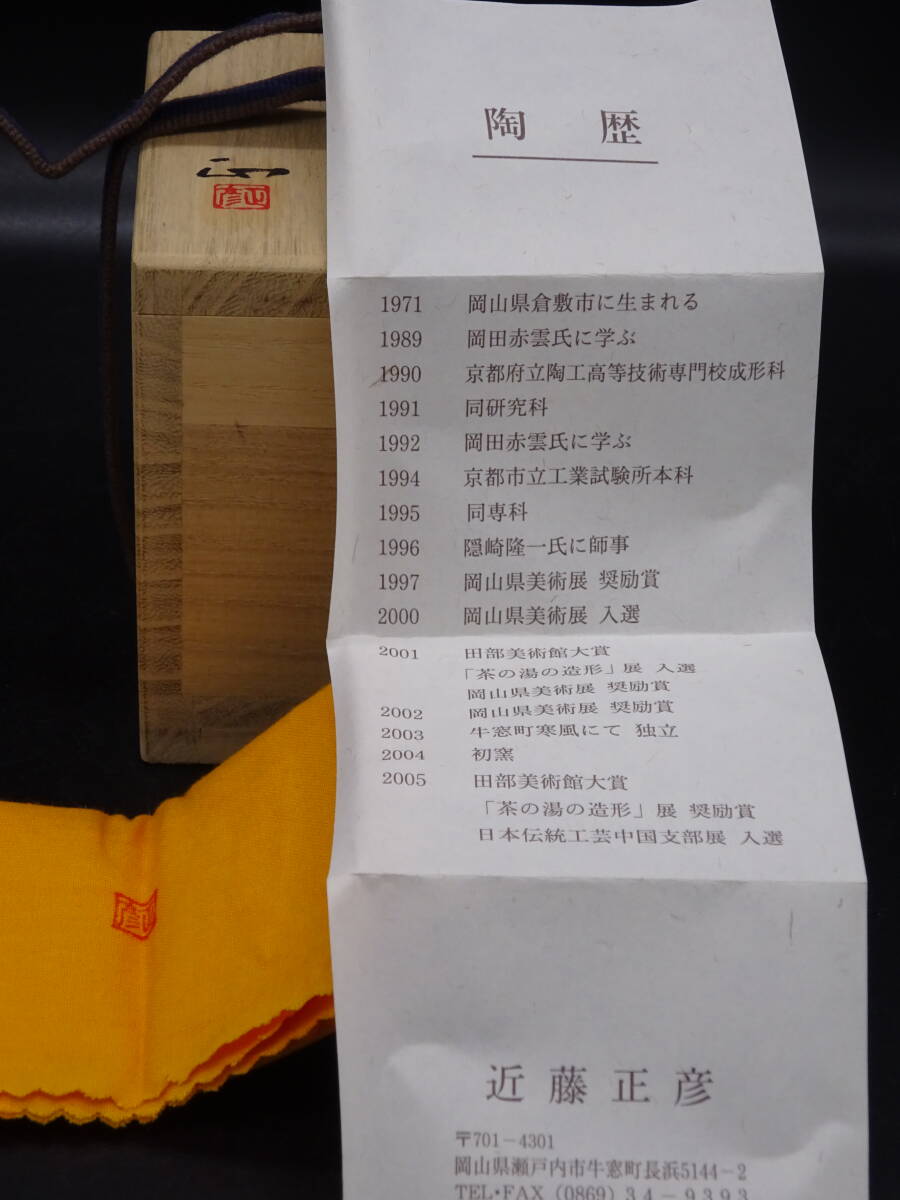 陶 歴
1971 岡山県倉敷市に生まれる
1989 岡田赤雲氏に学ぶ
1990 京都府立陶工高等技術専門校成形科
1991 同研究科
1992 岡田赤雲氏に学ぶ
1994 京都市立工業試験所本科
1995 同専科
1996 隠崎隆一氏に師事
1997 岡山県美術展 奨励賞
2000 岡山県美術展 入選
2001 田部美術館大賞
「茶の湯の造形」展 入選
岡山県美術展 奨励賞
2002 岡山県美術展 奨励賞
2003 牛窓町寒風にて 独立
2004 初窯
2005 田部美術館大賞
「茶の湯の造形」展 奨励賞
日本伝統工芸中国支部展 入選
近藤正彦
〒701-4301
岡山県瀬戸内市牛窓町長浜5144-2
TEL・FAX (0869) 34-9393
正彦